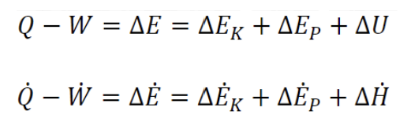 Q − W = ΔE = ΔE_K + ΔE_P + ΔU
Q̇ − Ẇ = ΔĖ = ΔĖ_K + ΔĖ_P + ΔḢ